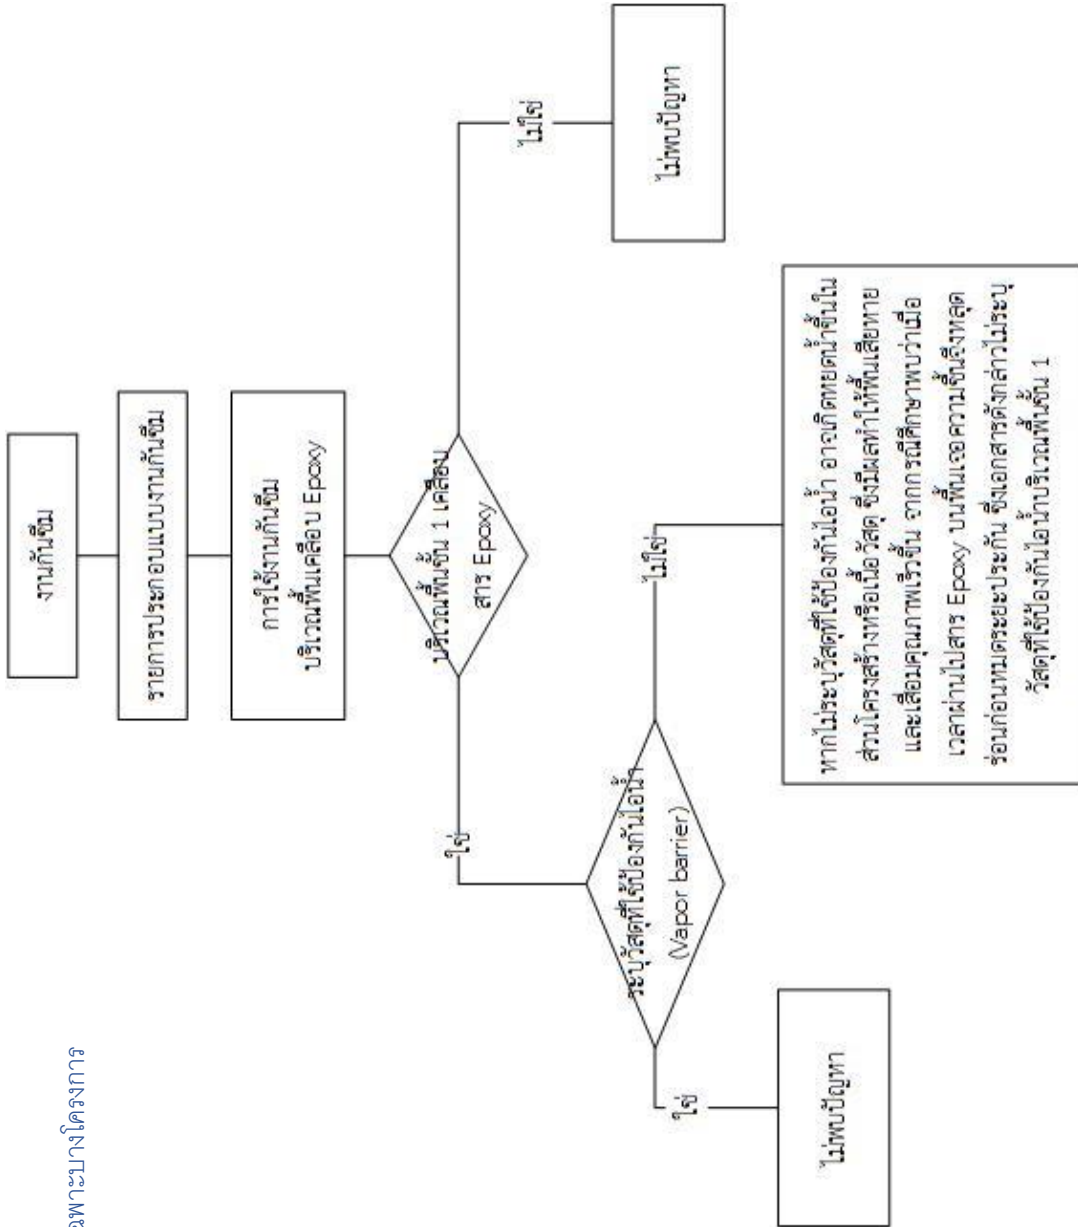 ฉพาะบางโครงการ
งานกันซึม
รายการประกอบแบบงานกันซึม
การใช้งานกันซึม
บริเวณพื้นเคลือบ Epoxy
บริเวณพื้นชั้น 1 เคลือบ
สาร Epoxy
ใช่
ไม่ใช่
ระบุวัสดุที่ใช้ป้องกันไอน้ำ
(Vapor barrier)
ไม่พบปัญหา
ใช่
ไม่ใช่
ไม่พบปัญหา
หากไม่ระบุวัสดุที่ใช้ป้องกันไอน้ำ อาจเกิดหยดน้ำขึ้นใน
ส่วนโครงสร้างหรือเนื้อวัสดุ ซึ่งมีผลทำให้พื้นเสียหาย
และเสื่อมคุณภาพเร็วขึ้น จากกรณีศึกษาพบว่าเมื่อ
เวลาผ่านไปสาร Epoxy บนพื้นเจอความชื้นจึงหลุด
ร่อนก่อนหมดระยะประกัน ซึ่งเอกสารดังกล่าวไม่ระบุ
วัสดุที่ใช้ป้องกันไอน้ำบริเวณพื้นชั้น 1